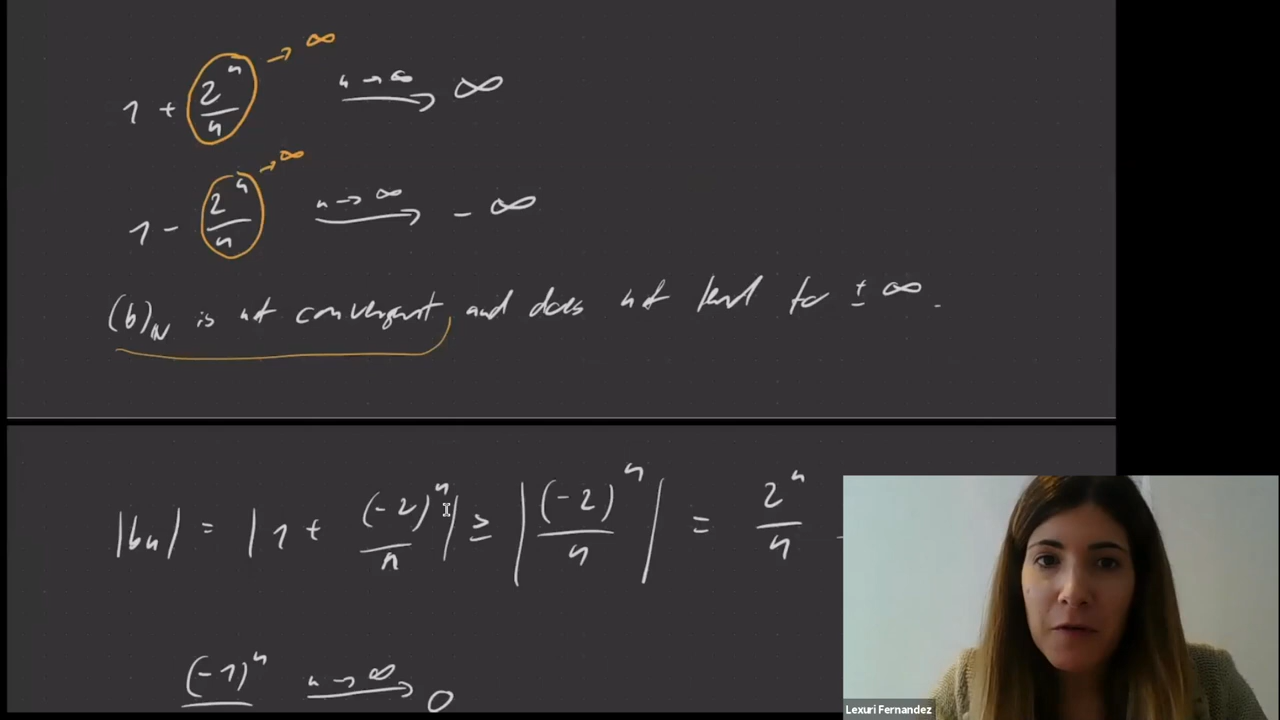 1 + 2^n/n → ∞ n→∞ ⟶ ∞
1 - 2^n/n → ∞ n→∞ ⟶ - ∞
(b)_ℕ is not convergent and does not tend to ± ∞.
|bn| = |1 + (-2)^n/n| ≥ |(-2)^n/n| = 2^n/n
(-1)^n n→∞ ⟶ 0
Lexuri Fernandez